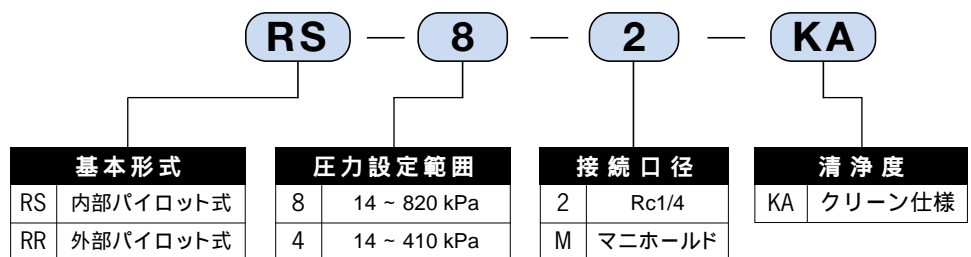 RS — 8 — 2 — KA
基本形式
RS 内部パイロット式
RR 外部パイロット式
圧力設定範囲
8 14 ~ 820 kPa
4 14 ~ 410 kPa
接続口径
2 Rc1/4
M マニホールド
清浄度
KA クリーン仕様